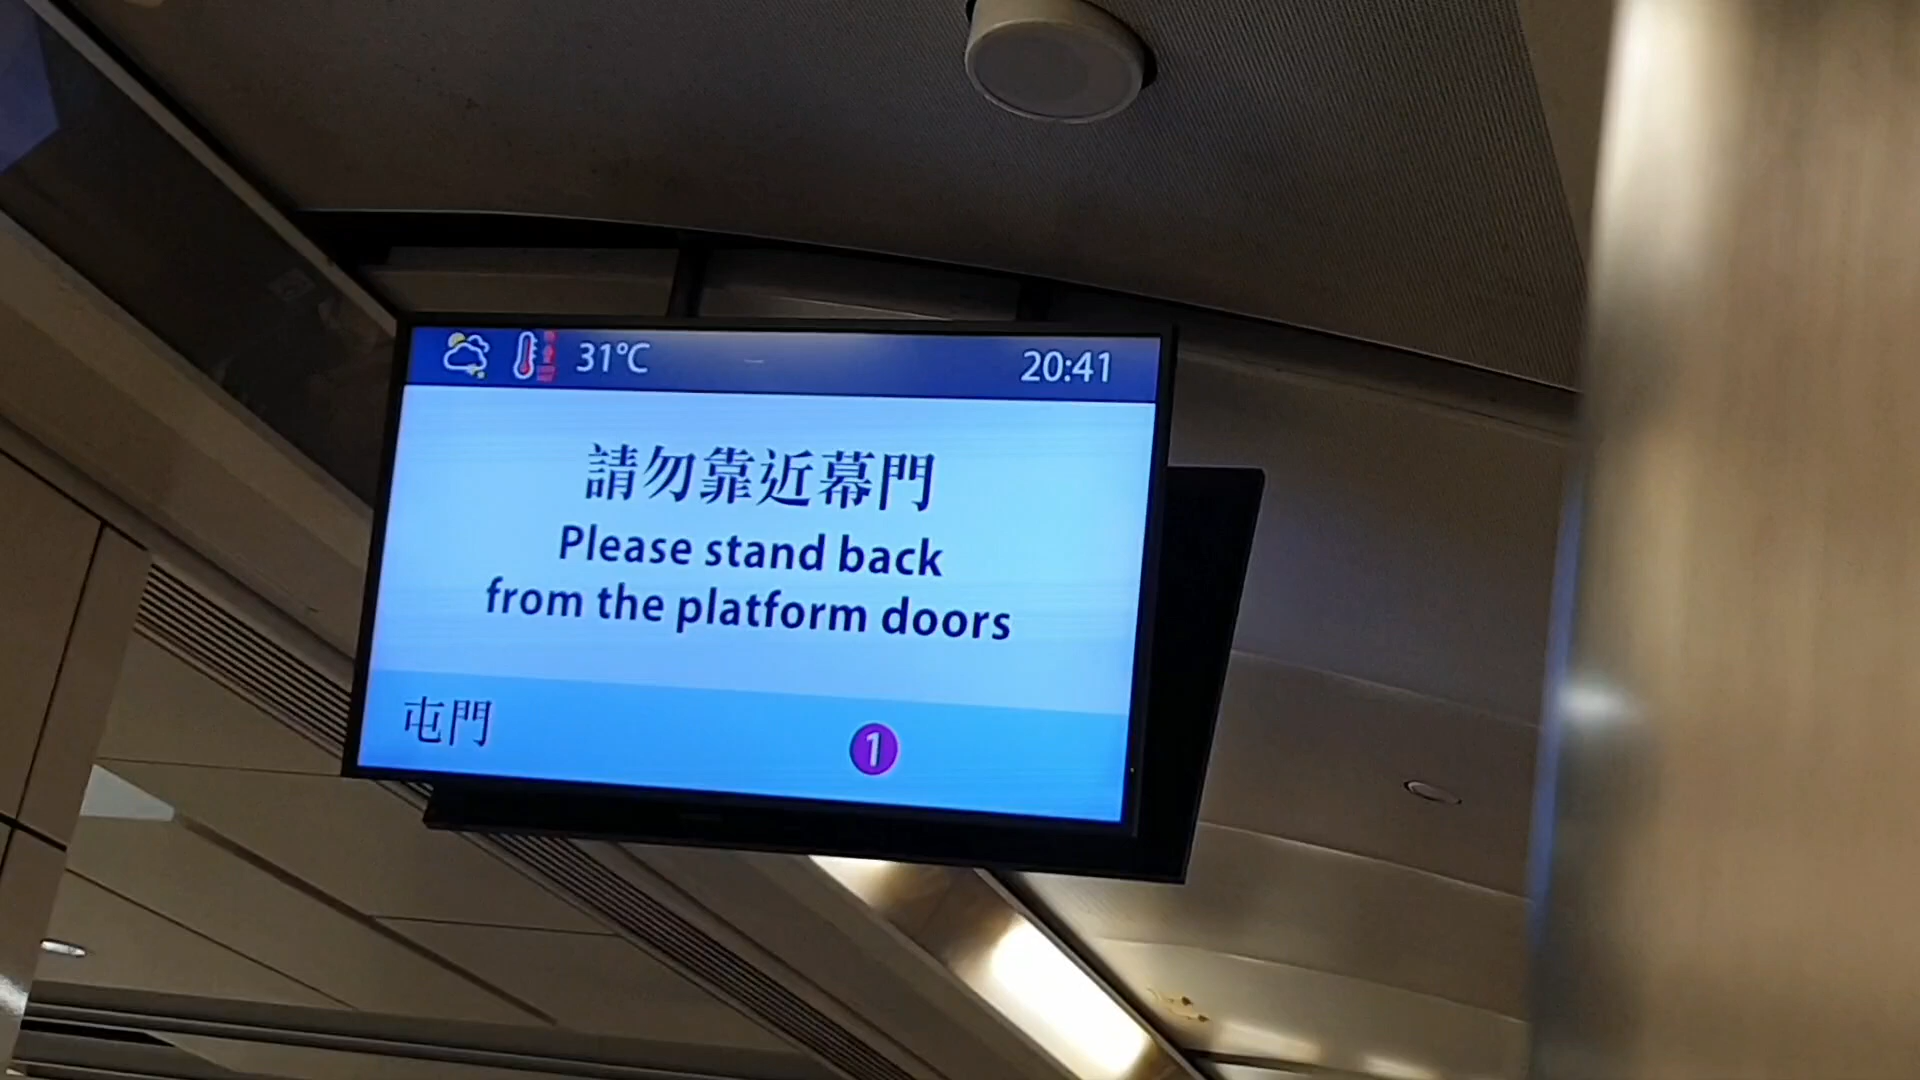 31°C 20:41
請勿靠近幕門
Please stand back
from the platform doors
屯門 1